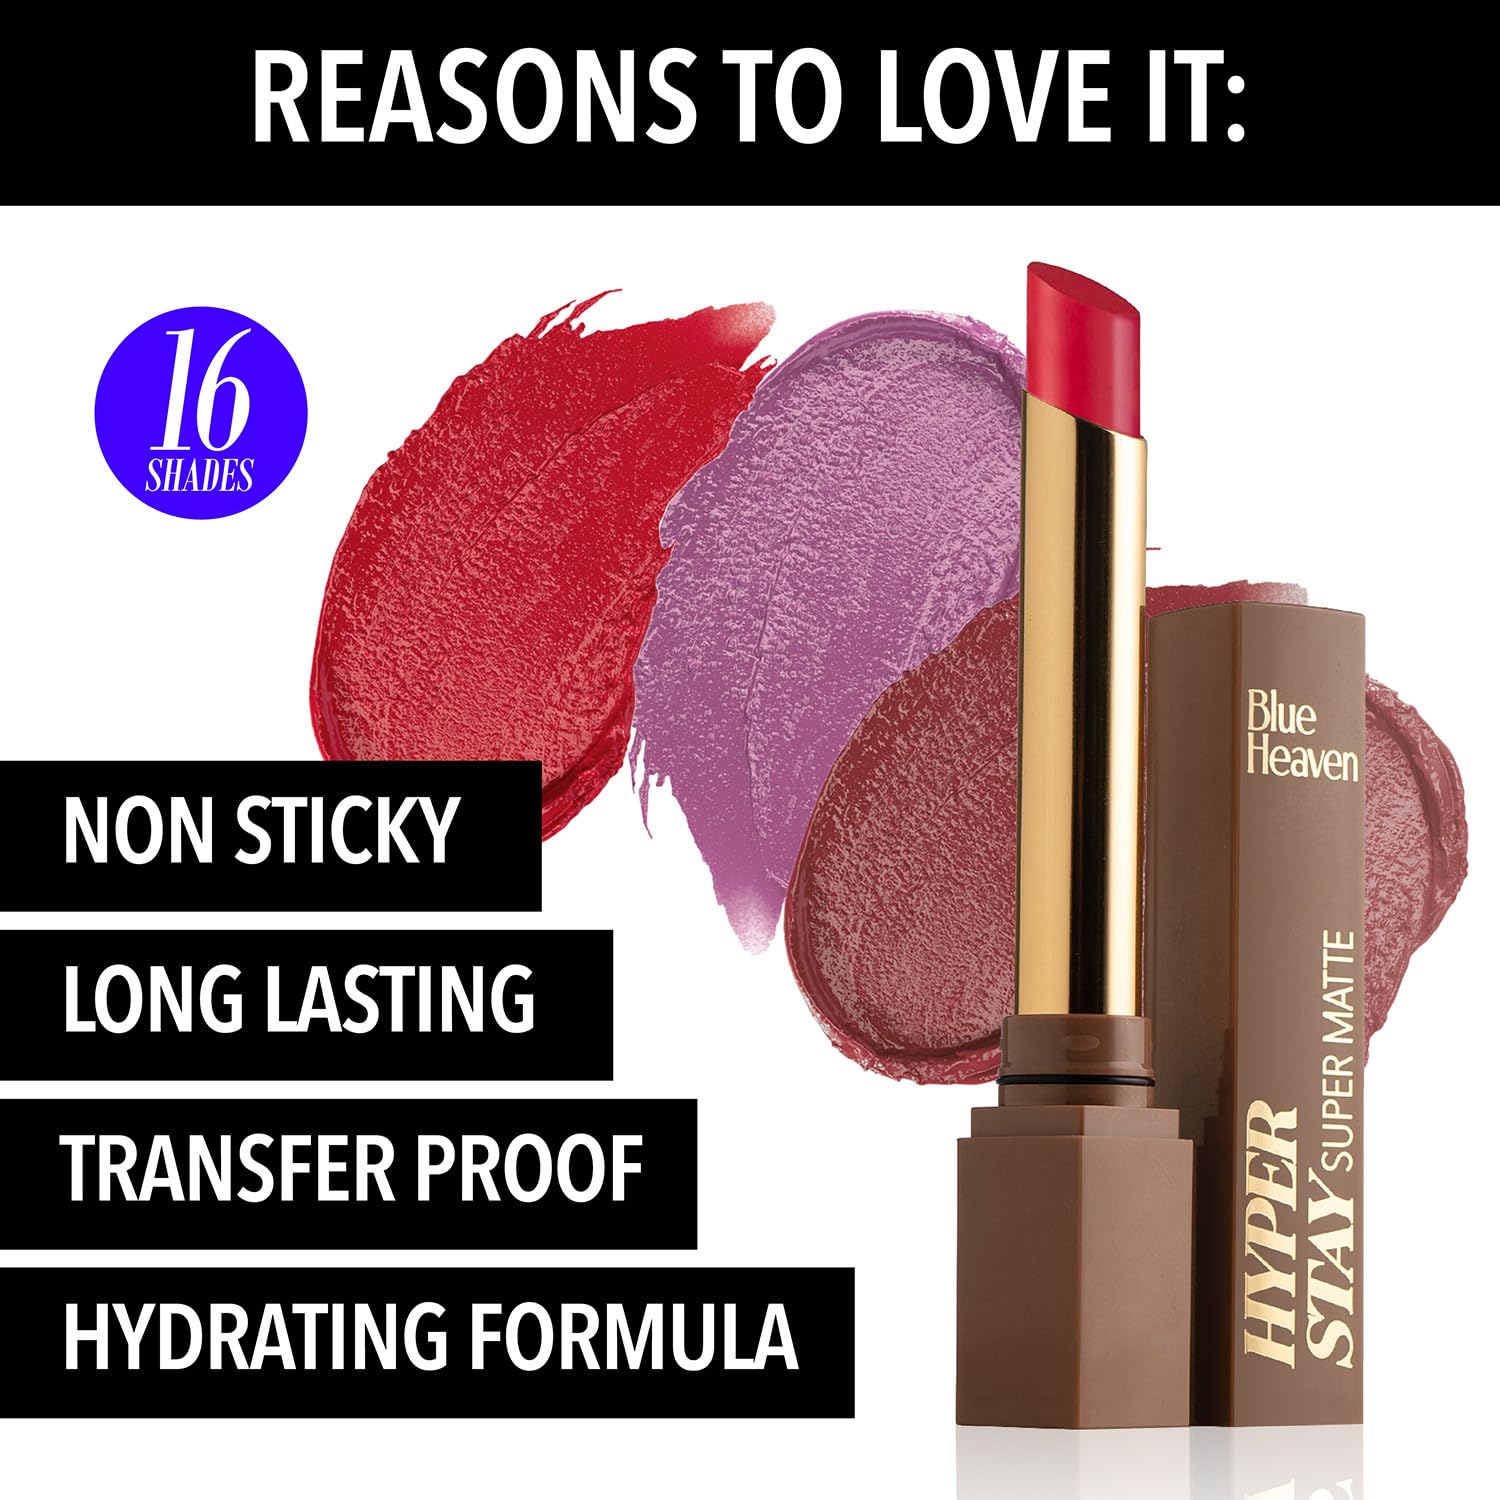 REASONS TO LOVE IT:
16
SHADES
NON STICKY
LONG LASTING
TRANSFER PROOF
HYDRATING FORMULA
Blue
Heaven
HYPER
STAY SUPER MATTE